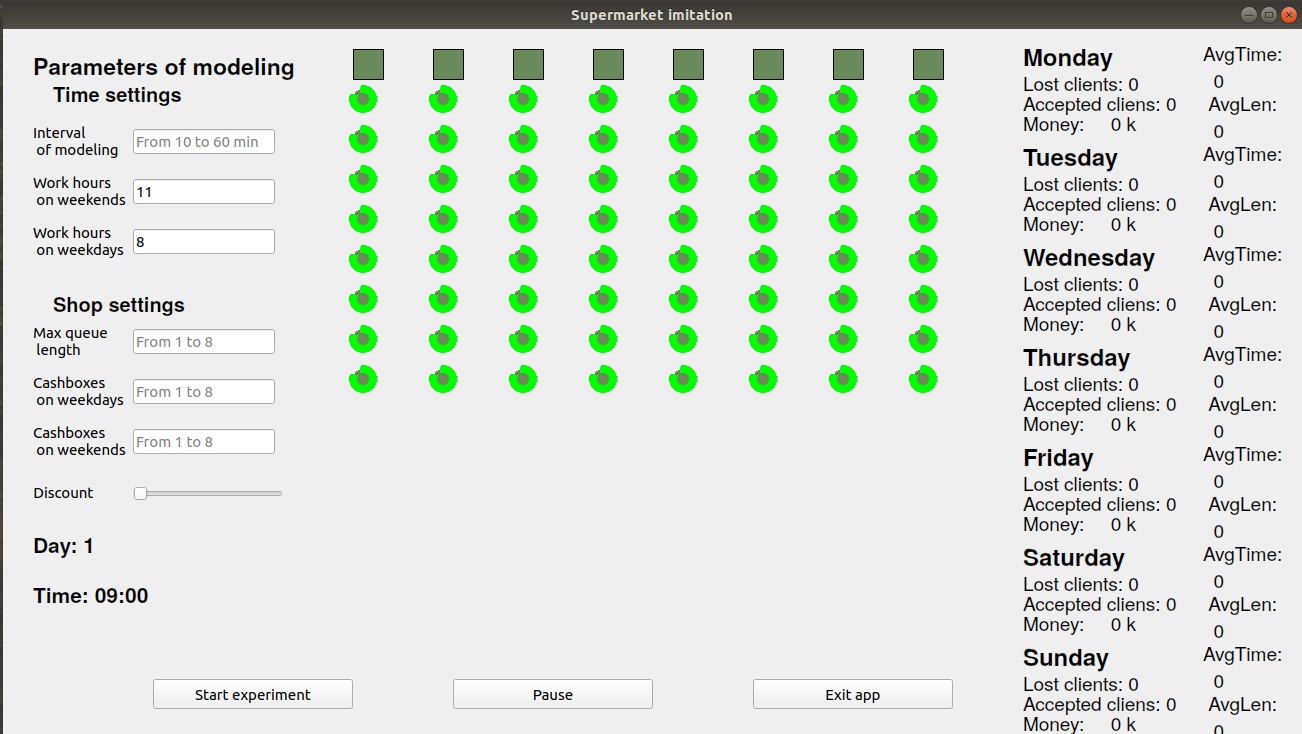 Supermarket imitation
Parameters of modeling
Time settings
Interval
of modeling
From 10 to 60 min
Work hours
on weekends
11
Work hours
on weekdays
8
Shop settings
Max queue
length
From 1 to 8
Cashboxes
on weekdays
From 1 to 8
Cashboxes
on weekends
From 1 to 8
Discount
Day: 1
Time: 09:00
Start experiment
Pause
Exit app
Monday
Lost clients: 0
Accepted cliens: 0
Money: 0 k
AvgTime:
0
AvgLen:
0
Tuesday
Lost clients: 0
Accepted cliens: 0
Money: 0 k
AvgTime:
0
AvgLen:
0
Wednesday
Lost clients: 0
Accepted cliens: 0
Money: 0 k
AvgTime:
0
AvgLen:
0
Thursday
Lost clients: 0
Accepted cliens: 0
Money: 0 k
AvgTime:
0
AvgLen:
0
Friday
Lost clients: 0
Accepted cliens: 0
Money: 0 k
AvgTime:
0
AvgLen:
0
Saturday
Lost clients: 0
Accepted cliens: 0
Money: 0 k
AvgTime:
0
AvgLen:
0
Sunday
Lost clients: 0
Accepted cliens: 0
Money: 0 k
AvgTime:
0
AvgLen:
0